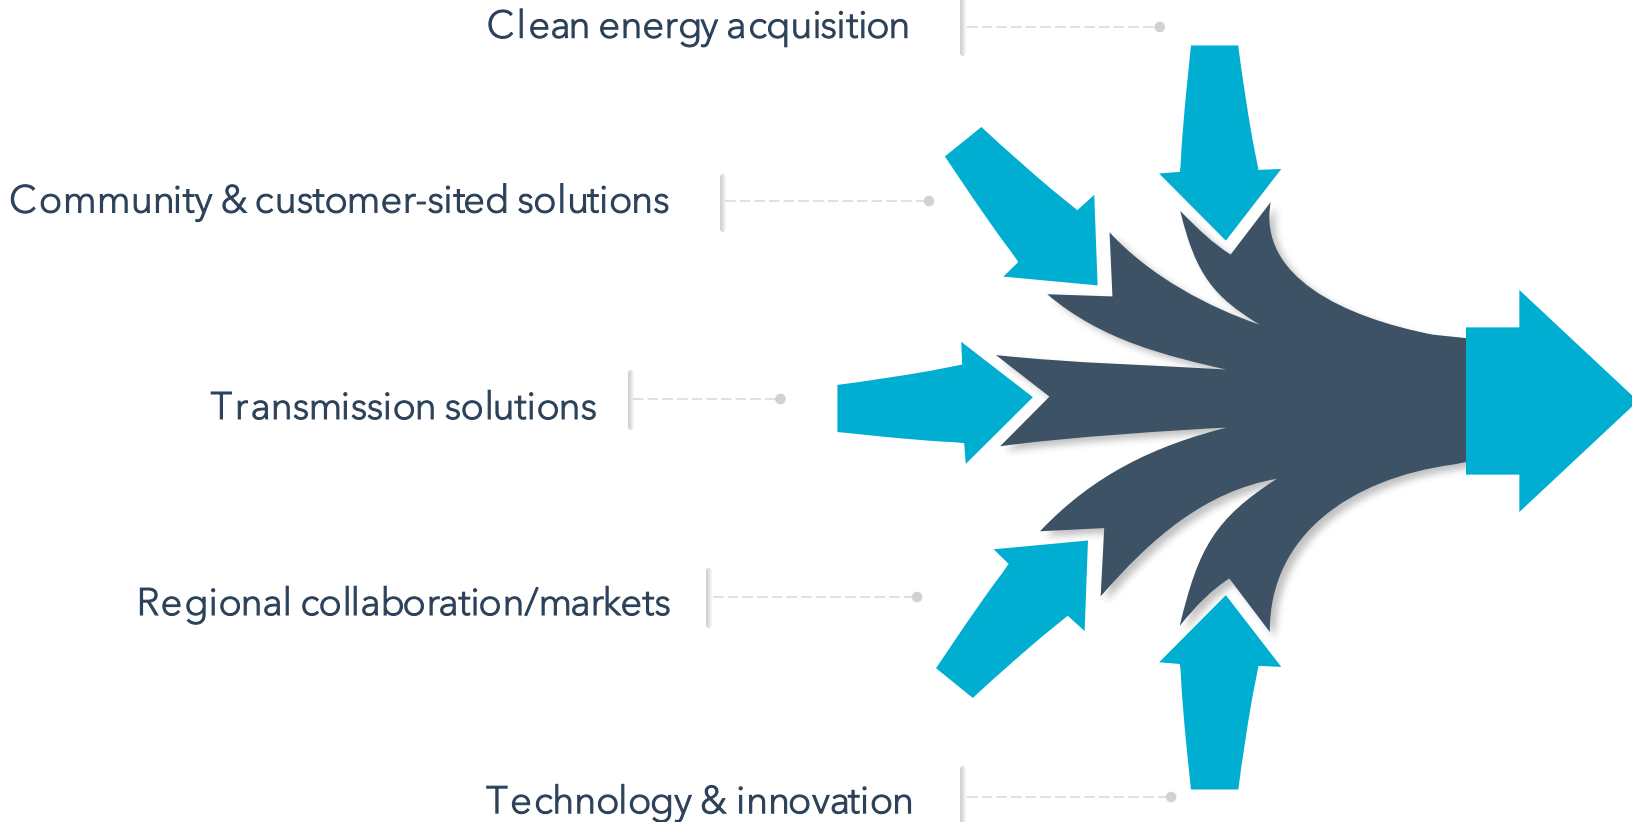 Clean energy acquisition
Community & customer-sited solutions
Transmission solutions
Regional collaboration/markets
Technology & innovation